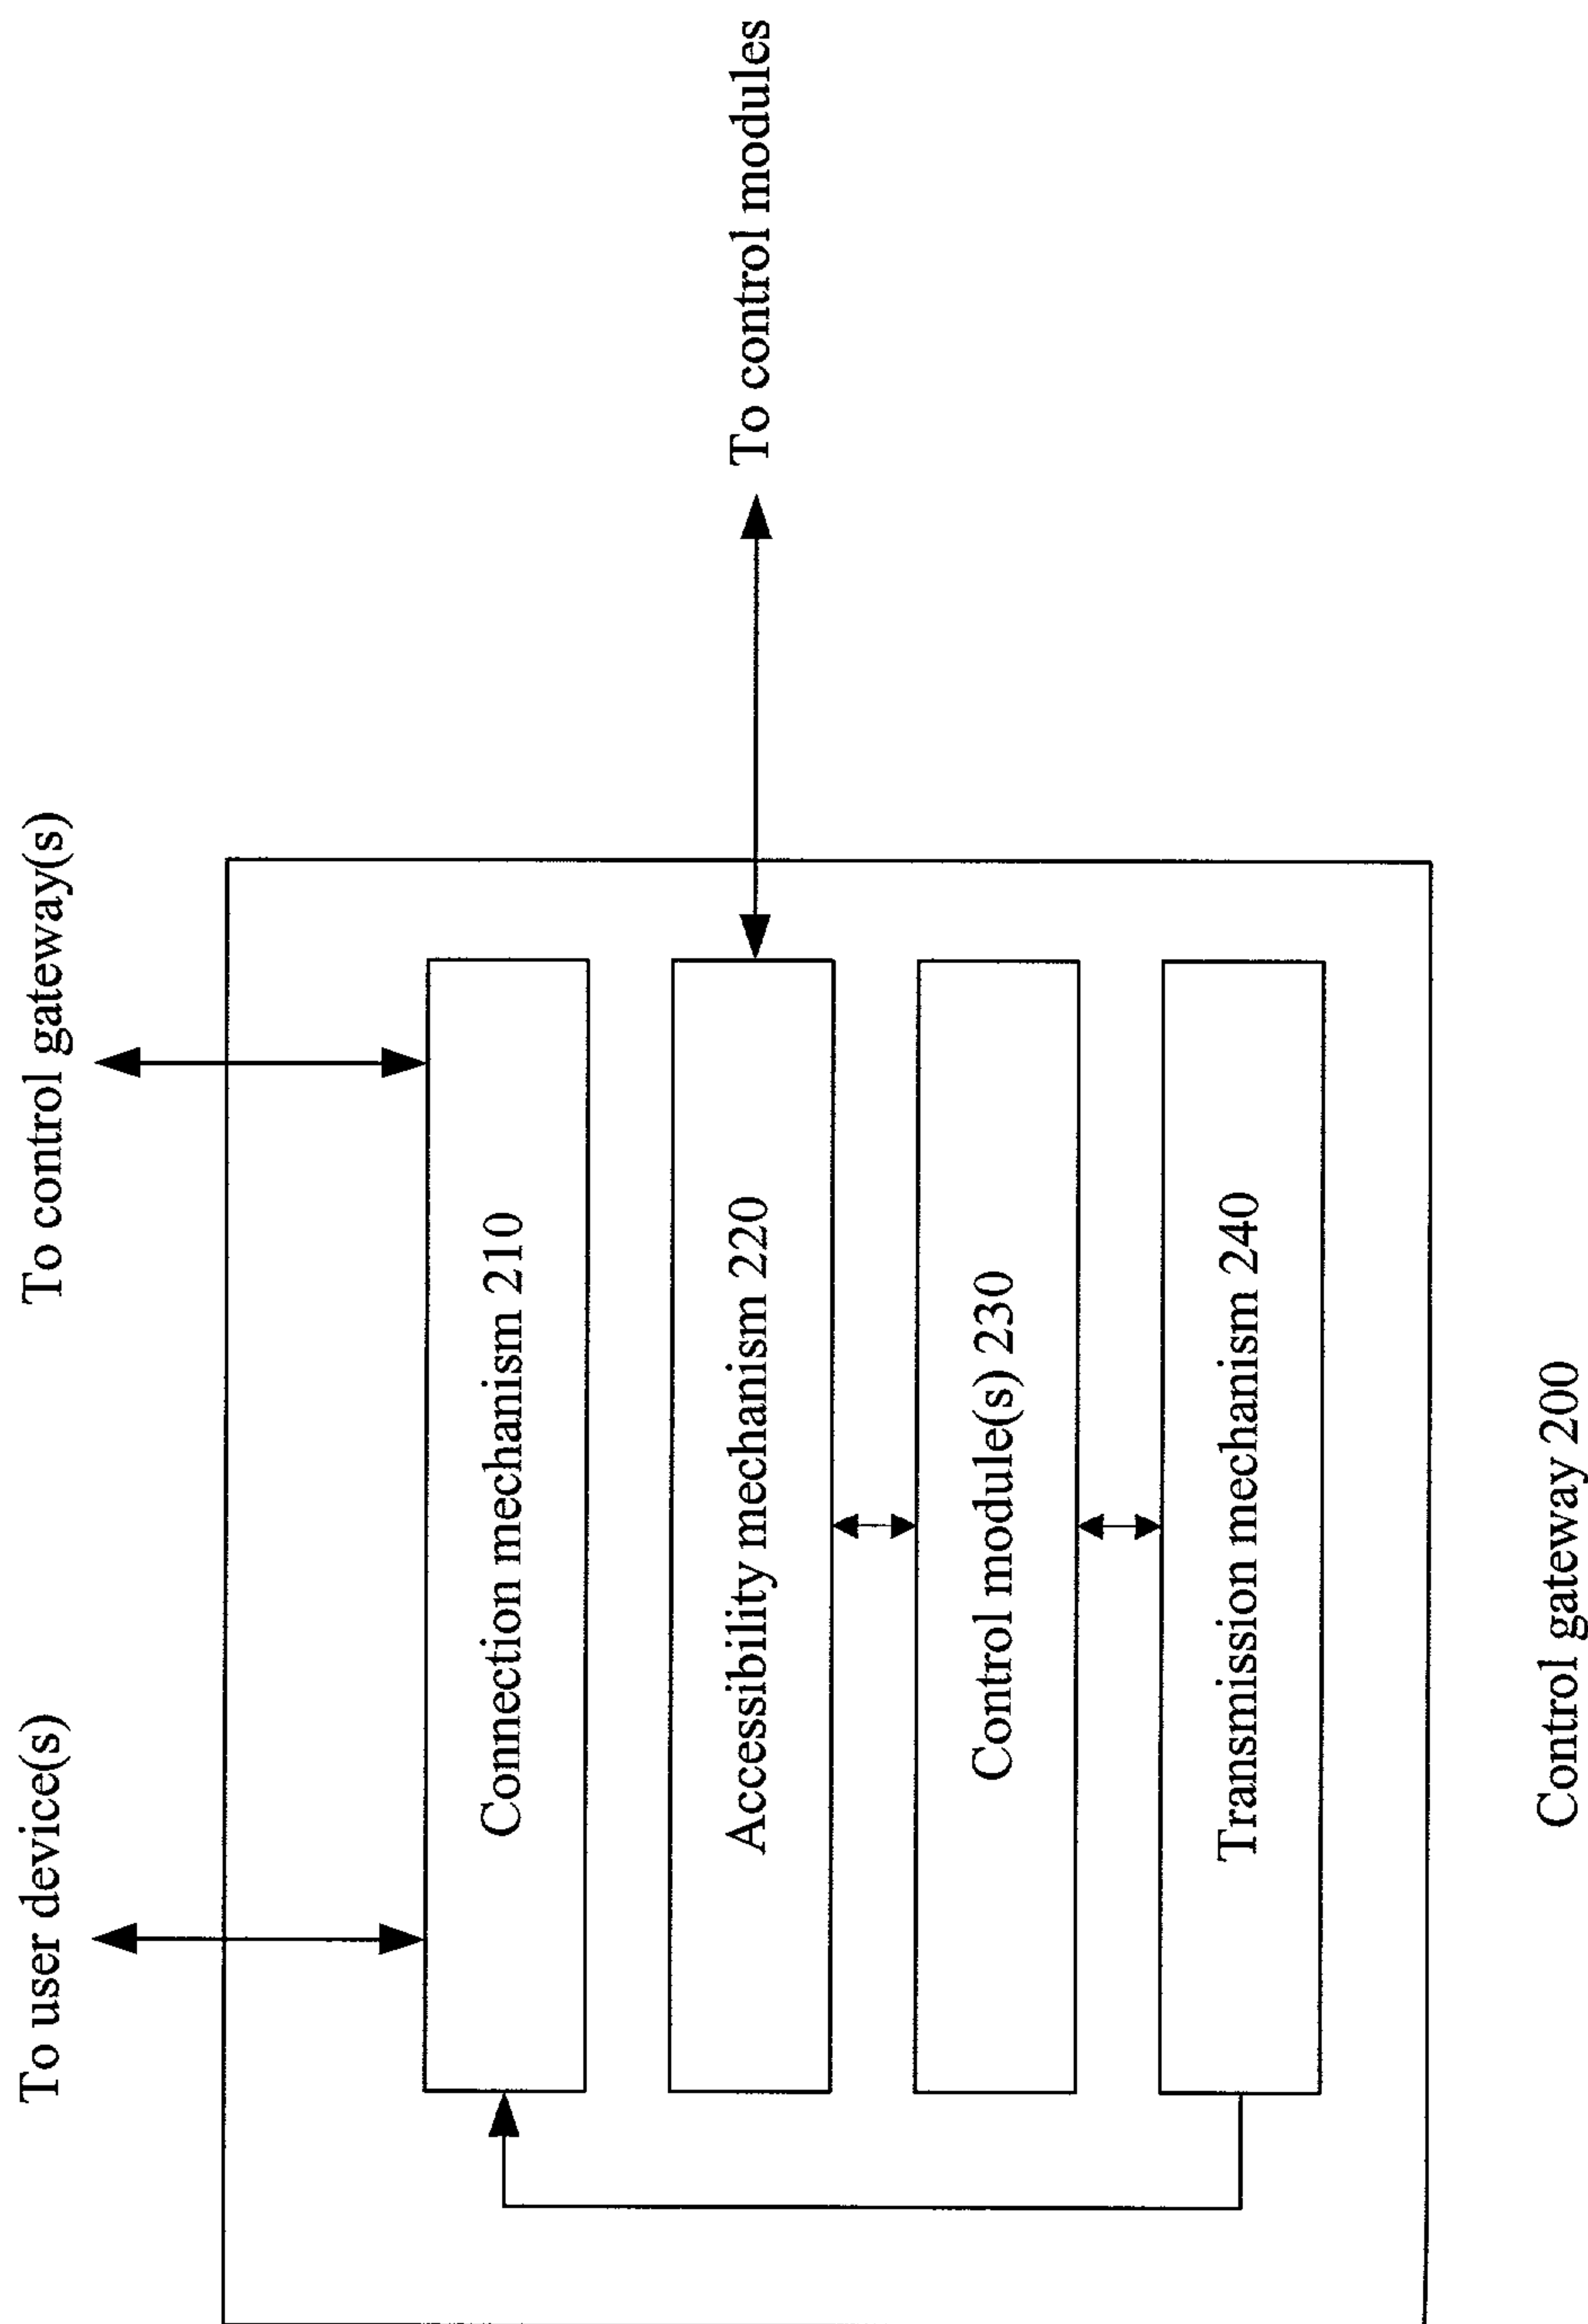 To user device(s)
To control gateway(s)
To control modules
Connection mechanism 210
Accessibility mechanism 220
Control module(s) 230
Transmission mechanism 240
Control gateway 200